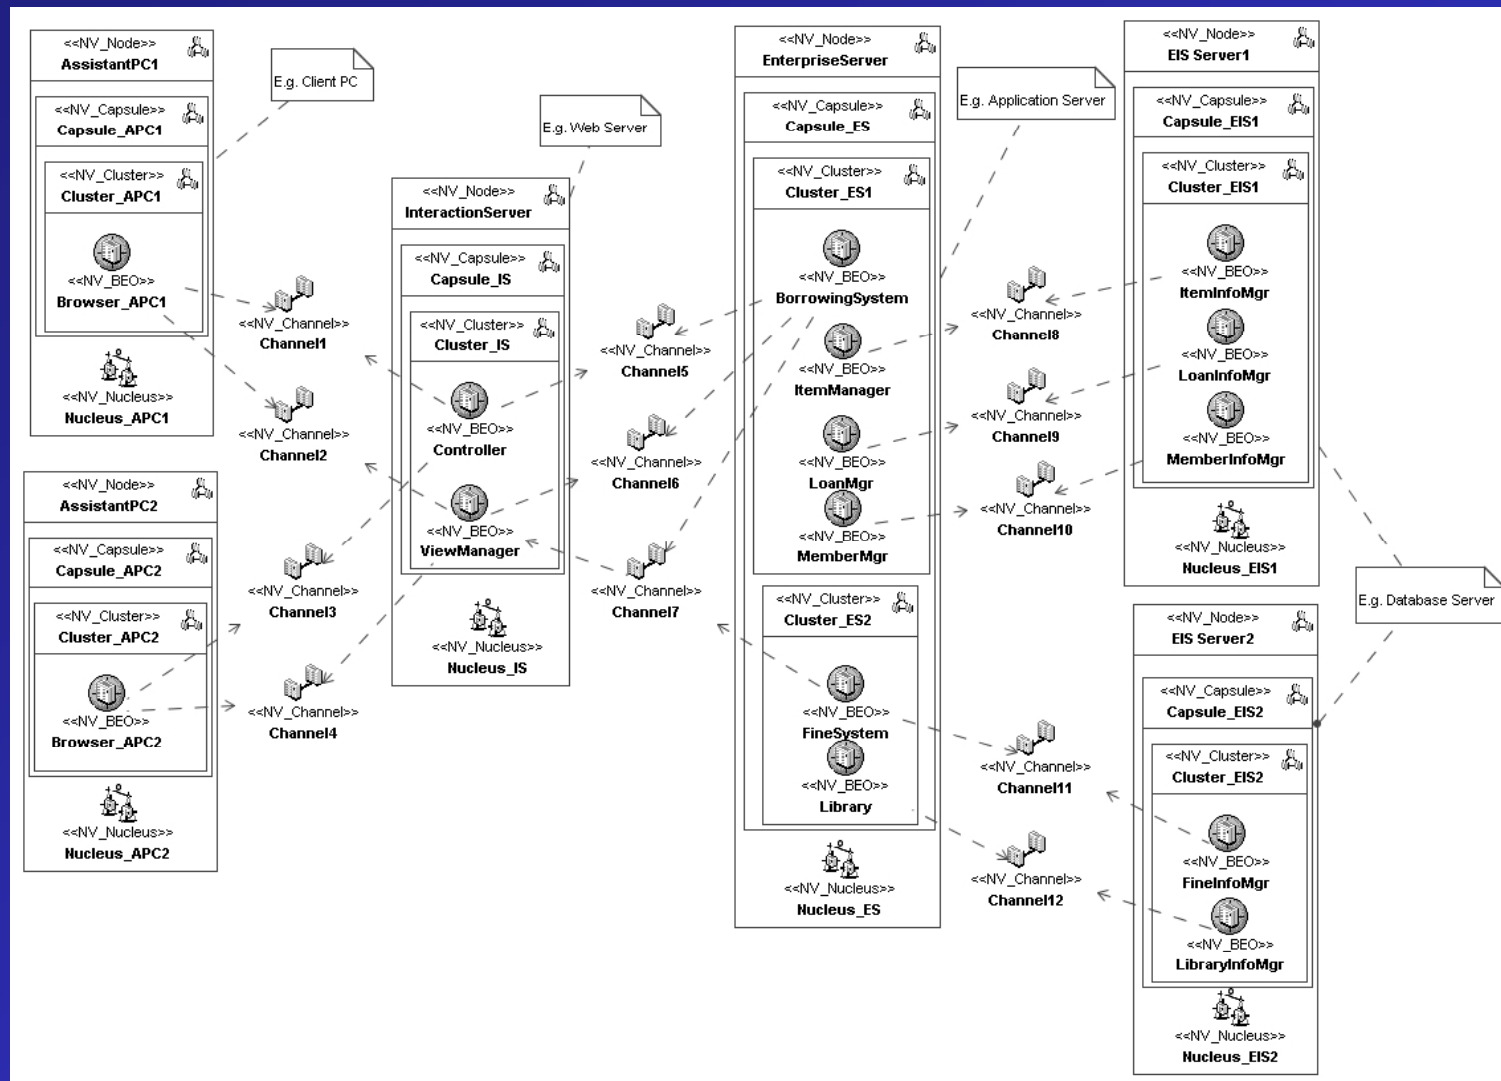 <<NV_Node>>
AssistantPC1
<<NV_Capsule>>
Capsule_APC1
<<NV_Cluster>>
Cluster_APC1
<<NV_BEO>>
Browser_APC1
<<NV_Nucleus>>
Nucleus_APC1
E.g. Client PC
<<NV_Node>>
AssistantPC2
<<NV_Capsule>>
Capsule_APC2
<<NV_Cluster>>
Cluster_APC2
<<NV_BEO>>
Browser_APC2
<<NV_Nucleus>>
Nucleus_APC2
<<NV_Channel>>
Channel1
<<NV_Channel>>
Channel2
<<NV_Channel>>
Channel3
<<NV_Channel>>
Channel4
E.g. Web Server
<<NV_Node>>
InteractionServer
<<NV_Capsule>>
Capsule_IS
<<NV_Cluster>>
Cluster_IS
<<NV_BEO>>
Controller
<<NV_BEO>>
ViewManager
<<NV_Nucleus>>
Nucleus_IS
<<NV_Channel>>
Channel5
<<NV_Channel>>
Channel6
<<NV_Channel>>
Channel7
<<NV_Node>>
EnterpriseServer
<<NV_Capsule>>
Capsule_ES
<<NV_Cluster>>
Cluster_ES1
<<NV_BEO>>
BorrowingSystem
<<NV_BEO>>
ItemManager
<<NV_BEO>>
LoanMgr
<<NV_BEO>>
MemberMgr
<<NV_Cluster>>
Cluster_ES2
<<NV_BEO>>
FineSystem
<<NV_BEO>>
Library
<<NV_Nucleus>>
Nucleus_ES
E.g. Application Server
<<NV_Channel>>
Channel8
<<NV_Channel>>
Channel9
<<NV_Channel>>
Channel10
<<NV_Channel>>
Channel11
<<NV_Channel>>
Channel12
<<NV_Node>>
EIS Server1
<<NV_Capsule>>
Capsule_EIS1
<<NV_Cluster>>
Cluster_EIS1
<<NV_BEO>>
ItemInfoMgr
<<NV_BEO>>
LoanInfoMgr
<<NV_BEO>>
MemberInfoMgr
<<NV_Nucleus>>
Nucleus_EIS1
E.g. Database Server
<<NV_Node>>
EIS Server2
<<NV_Capsule>>
Capsule_EIS2
<<NV_Cluster>>
Cluster_EIS2
<<NV_BEO>>
FineInfoMgr
<<NV_BEO>>
LibraryInfoMgr
<<NV_Nucleus>>
Nucleus_EIS2